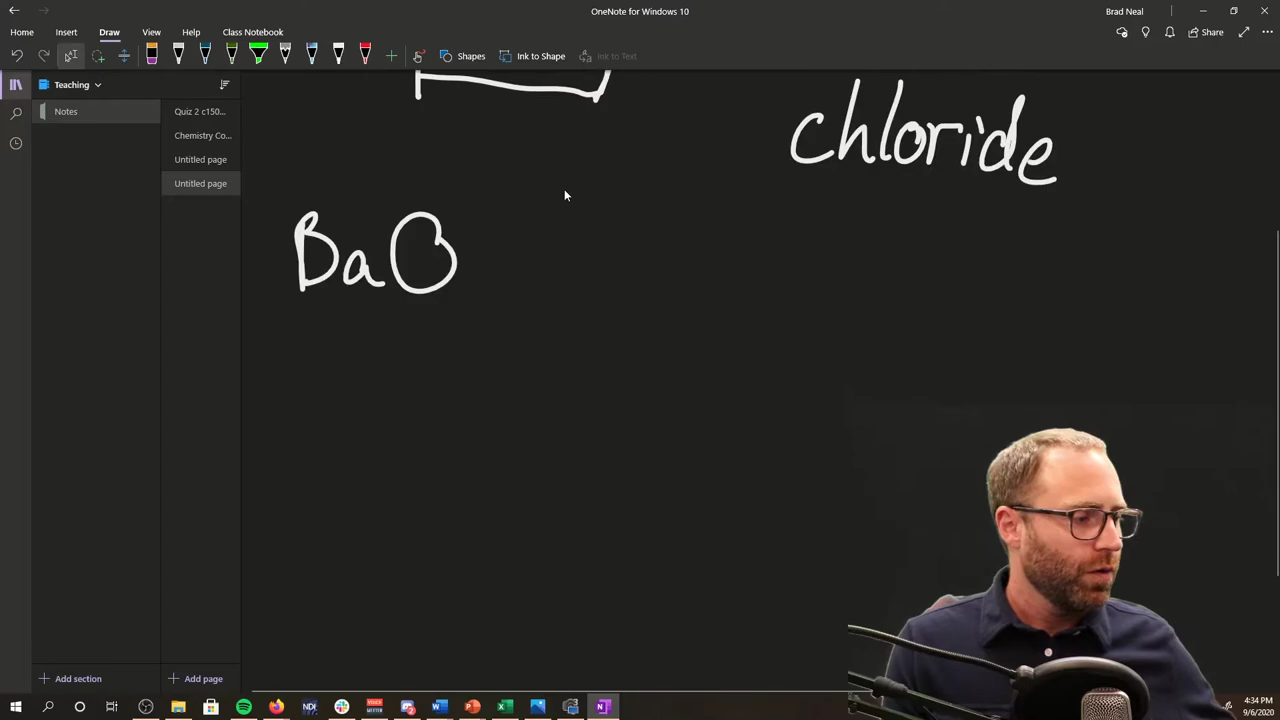 OneNote for Windows 10
Brad Neal
Home
Insert
Draw
View
Help
Class Notebook
Share
Shapes
Ink to Shape
Ink to Text
Teaching
Notes
Quiz 2 c150...
Chemistry Co...
Untitled page
Untitled page
chloride
BaO
Add section
Add page
4:34 PM
9/6/2020